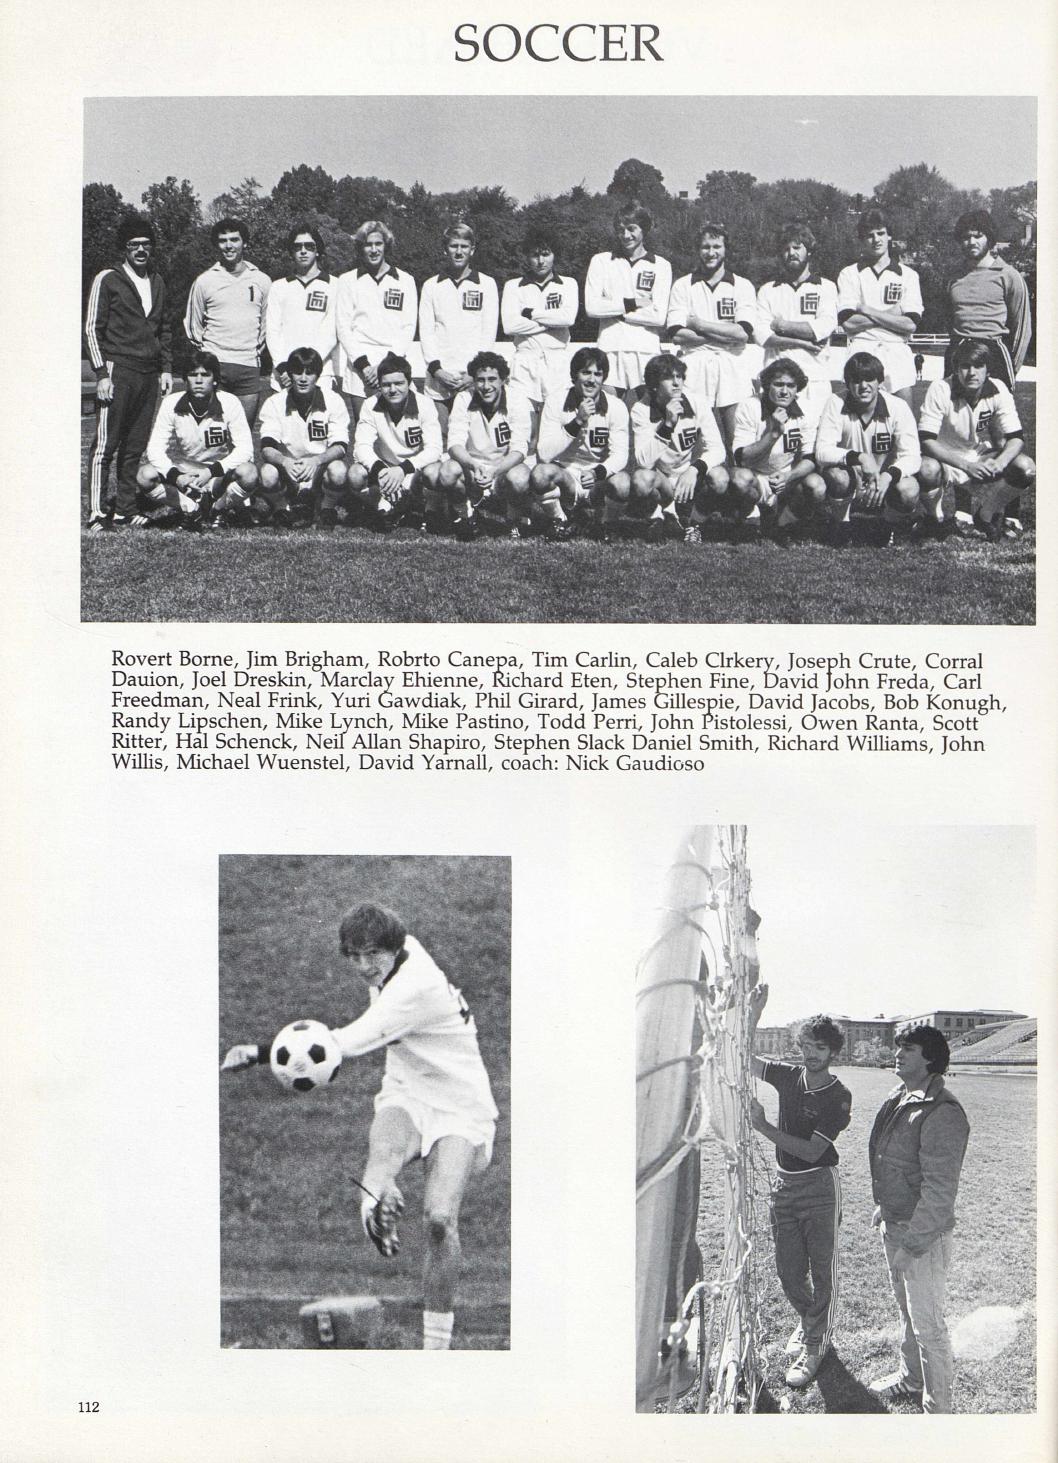 SOCCER
1
Rovert Borne, Jim Brigham, Robrto Canepa, Tim Carlin, Caleb Clrkery, Joseph Crute, Corral
Dauion, Joel Dreskin, Marclay Ehienne, Richard Eten, Stephen Fine, David John Freda, Carl
Freedman, Neal Frink, Yuri Gawdiak, Phil Girard, James Gillespie, David Jacobs, Bob Konugh,
Randy Lipschen, Mike Lynch, Mike Pastino, Todd Perri, John Pistolessi, Owen Ranta, Scott
Ritter, Hal Schenck, Neil Allan Shapiro, Stephen Slack Daniel Smith, Richard Williams, John
Willis, Michael Wuenstel, David Yarnall, coach: Nick Gaudioso
112